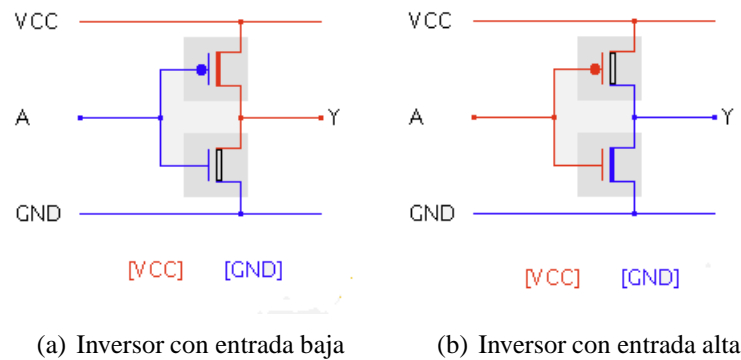 VCC
A
Y
GND
[VCC] [GND]
(a) Inversor con entrada baja
VCC
A
Y
GND
[VCC] [GND]
(b) Inversor con entrada alta